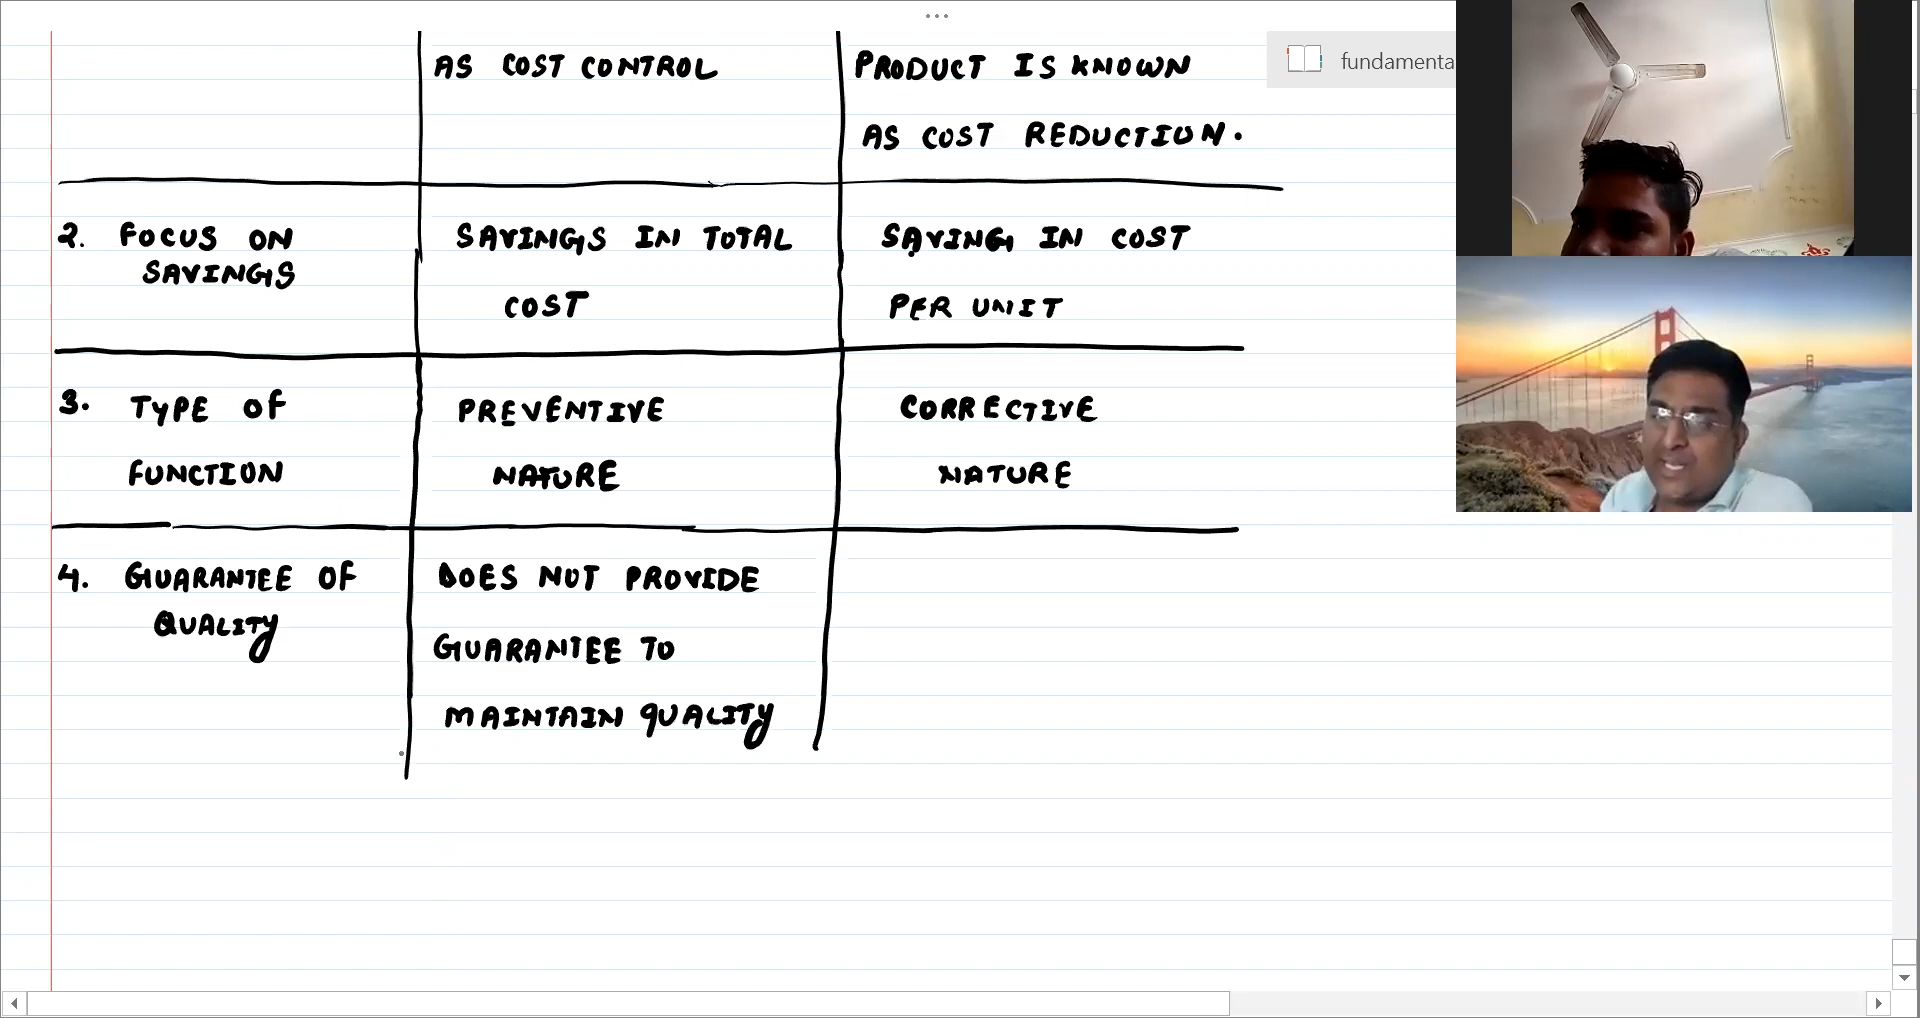 AS COST CONTROL
PRODUCT IS KNOWN
AS COST REDUCTION.
fundamenta
2. FOCUS ON
SAVINGS
SAVINGS IN TOTAL
COST
SAVING IN COST
PER UNIT
3. TYPE OF
FUNCTION
PREVENTIVE
NATURE
CORRECTIVE
NATURE
4. GUARANTEE OF
QUALITY
DOES NOT PROVIDE
GUARANTEE TO
MAINTAIN QUALITY